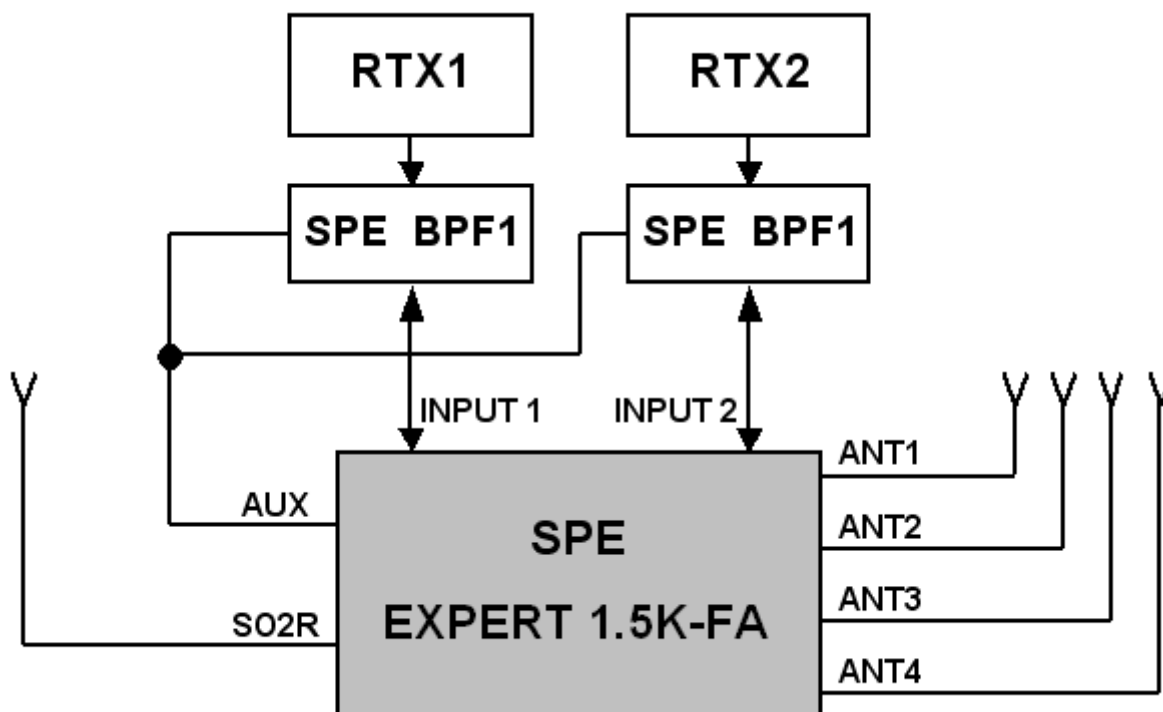 RTX1
RTX2
SPE BPF1
SPE BPF1
INPUT 1
INPUT 2
ANT1
AUX
SPE
ANT2
EXPERT 1.5K-FA
ANT3
SO2R
ANT4